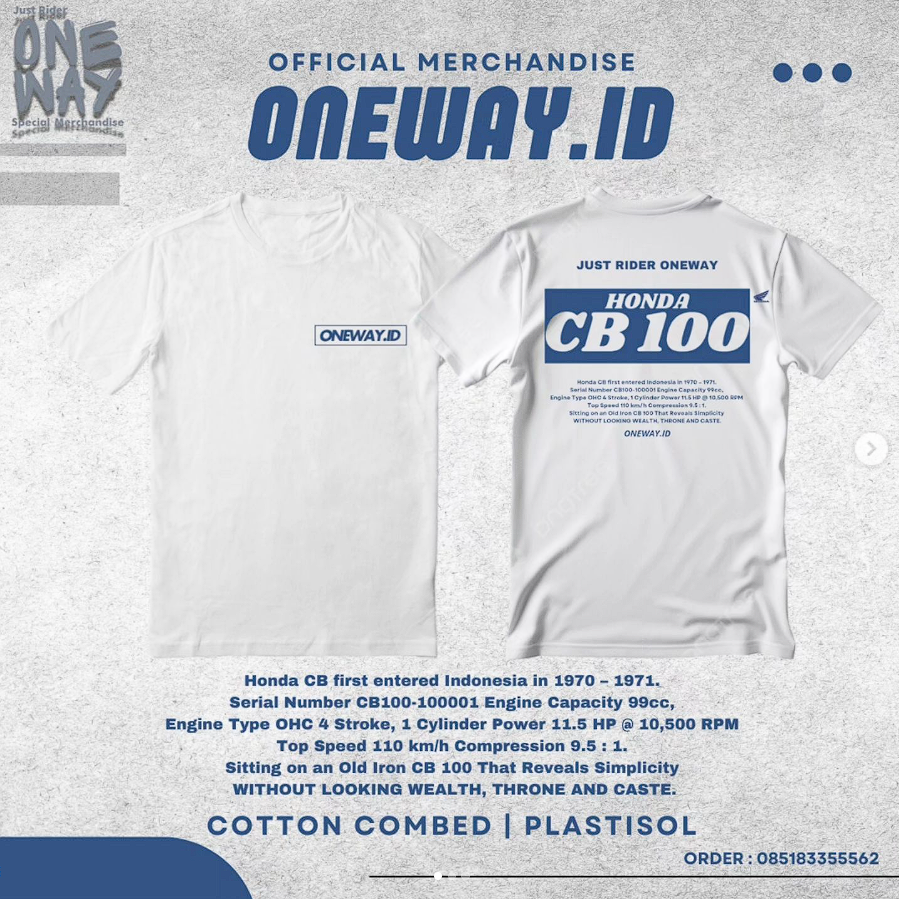 Just Rider
ONE
WAY
Special Merchandise
OFFICIAL MERCHANDISE
ONEWAY.ID
ONEWAY.ID
JUST RIDER ONEWAY
HONDA
CB 100
Honda CB first entered Indonesia in 1970 – 1971.
Serial Number CB100-100001 Engine Capacity 99cc,
Engine Type OHC 4 Stroke, 1 Cylinder Power 11.5 HP @ 10,500 RPM
Top Speed 110 km/h Compression 9.5 : 1.
Sitting on an Old Iron CB 100 That Reveals Simplicity
WITHOUT LOOKING WEALTH, THRONE AND CASTE.
ONEWAY.ID
Honda CB first entered Indonesia in 1970 – 1971.
Serial Number CB100-100001 Engine Capacity 99cc,
Engine Type OHC 4 Stroke, 1 Cylinder Power 11.5 HP @ 10,500 RPM
Top Speed 110 km/h Compression 9.5 : 1.
Sitting on an Old Iron CB 100 That Reveals Simplicity
WITHOUT LOOKING WEALTH, THRONE AND CASTE.
COTTON COMBED | PLASTISOL
ORDER : 085183355562